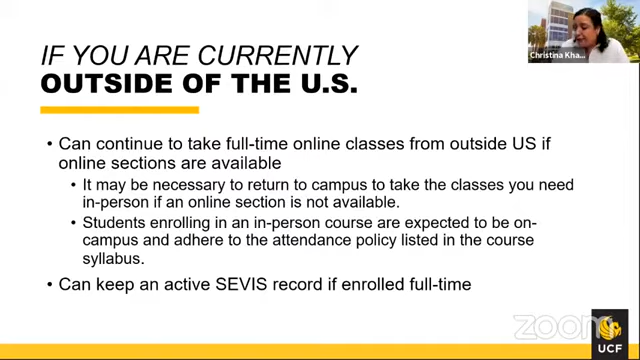 IF YOU ARE CURRENTLY
OUTSIDE OF THE U.S.
Christina Kha...
• Can continue to take full-time online classes from outside US if
online sections are available
• It may be necessary to return to campus to take the classes you need
in-person if an online section is not available.
• Students enrolling in an in-person course are expected to be on-
campus and adhere to the attendance policy listed in the course
syllabus.
• Can keep an active SEVIS record if enrolled full-time
zoom
UCF